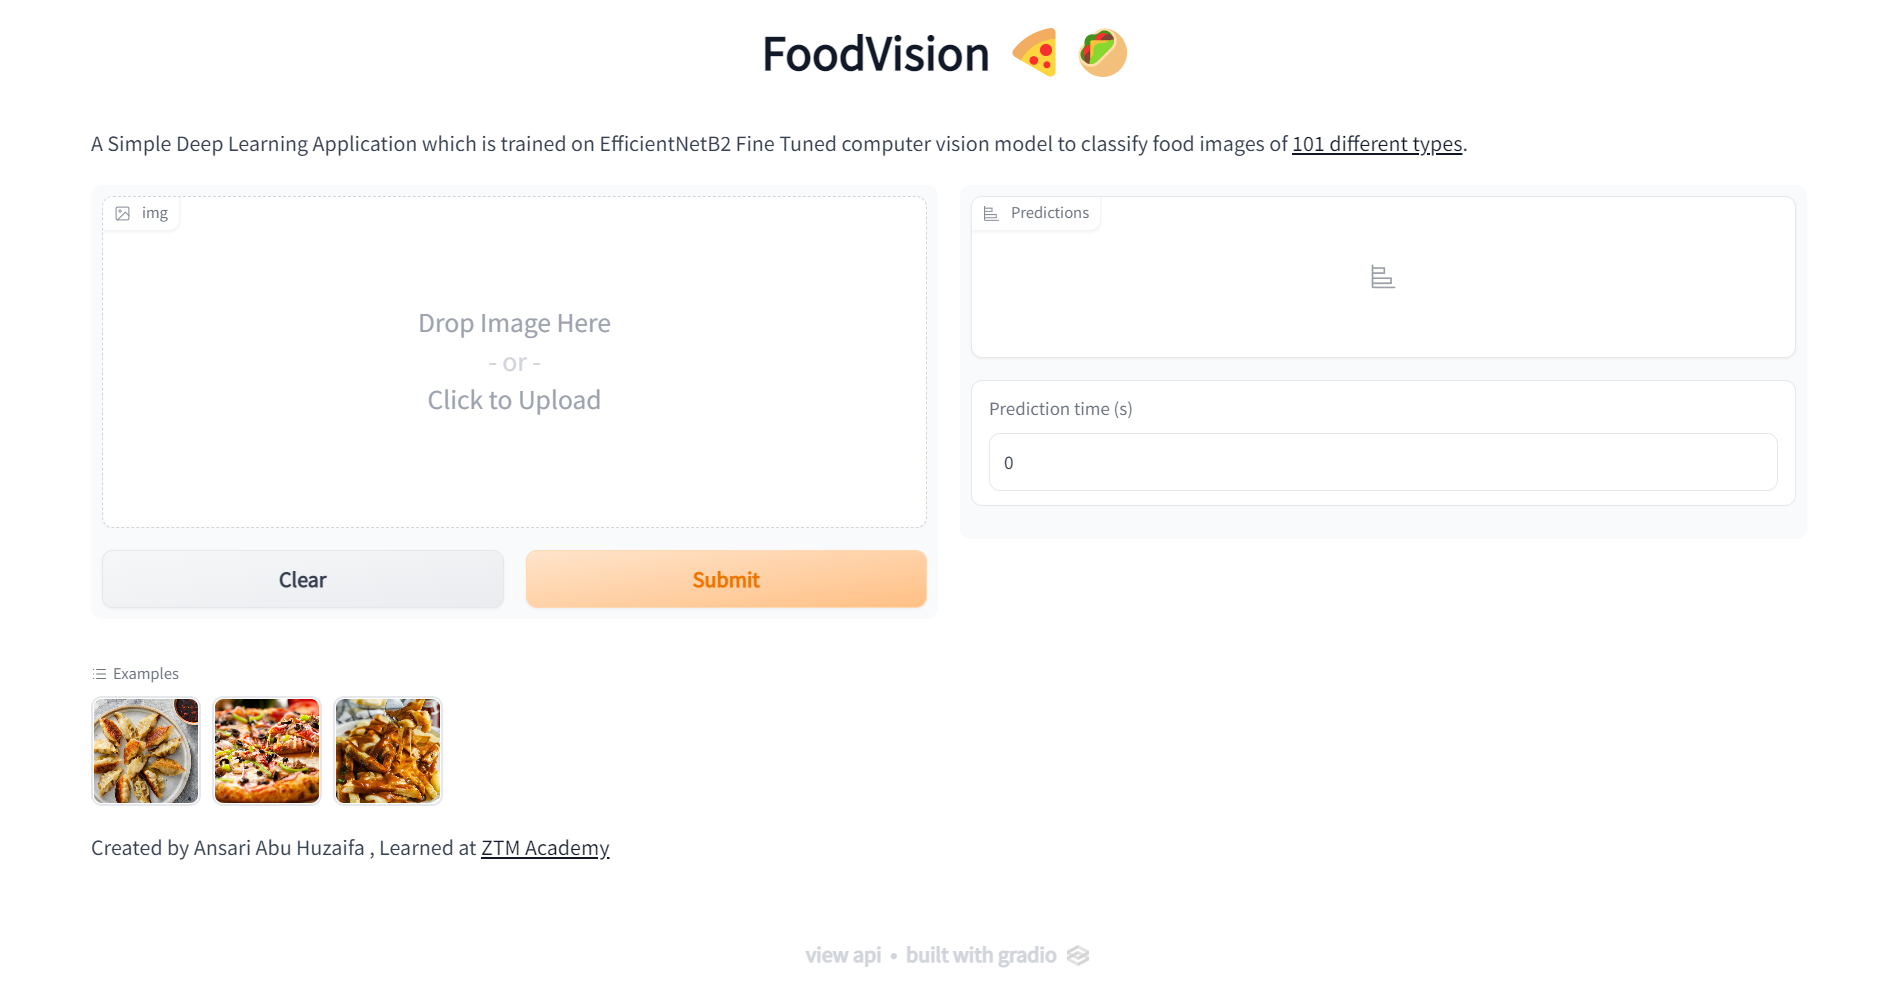 FoodVision 🍕 🥙
A Simple Deep Learning Application which is trained on EfficientNetB2 Fine Tuned computer vision model to classify food images of 101 different types.
img
Drop Image Here
- or -
Click to Upload
Clear
Submit
Predictions
Prediction time (s)
0
Examples
Created by Ansari Abu Huzaifa , Learned at ZTM Academy
view api • built with gradio